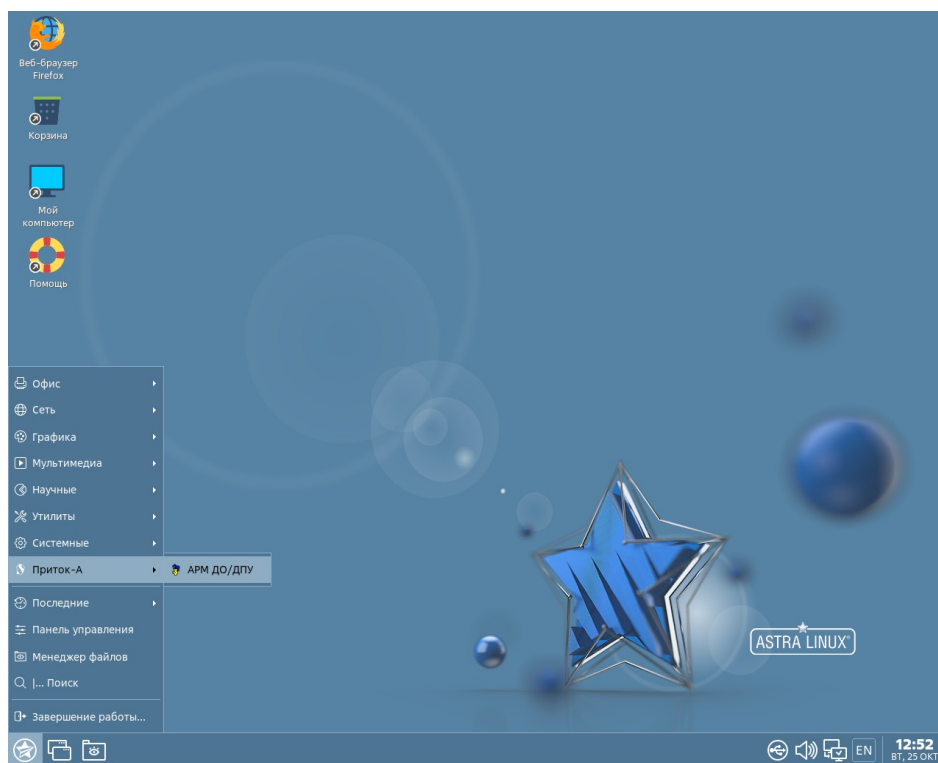 Веб-браузер
Firefox
Корзина
Мой
компьютер
Помощь
Офис
Сеть
Графика
Мультимедиа
Научные
Утилиты
Системные
Приток-А
АРМ ДО/ДПУ
Последние
Панель управления
Менеджер файлов
|... Поиск
Завершение работы...
ASTRA LINUX®
EN
12:52
ВТ, 25 ОКТ